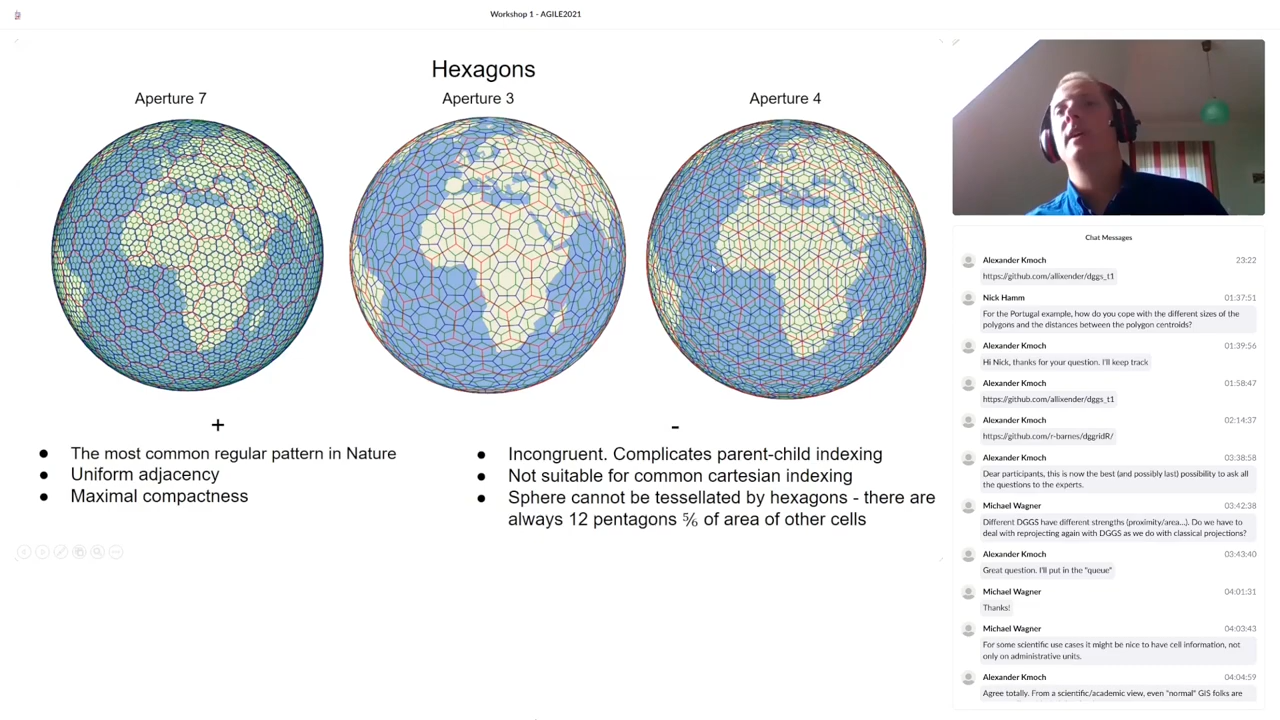 Workshop 1 - AGILE2021
Hexagons
Aperture 7
Aperture 3
Aperture 4
+
● The most common regular pattern in Nature
● Uniform adjacency
● Maximal compactness
-
● Incongruent. Complicates parent-child indexing
● Not suitable for common cartesian indexing
● Sphere cannot be tessellated by hexagons - there are
always 12 pentagons ⅚ of area of other cells
Chat Messages
Alexander Kmoch 23:22
https://github.com/allixender/dggs_t1
Nick Hamm 01:37:51
For the Portugal example, how do you cope with the different sizes of the
polygons and the distances between the polygon centroids?
Alexander Kmoch 01:39:56
Hi Nick, thanks for your question. I'll keep track
Alexander Kmoch 01:58:47
https://github.com/allixender/dggs_t1
Alexander Kmoch 02:14:37
https://github.com/r-barnes/dggridR/
Alexander Kmoch 03:38:58
Dear participants, this is now the best (and possibly last) possibility to ask all
the questions to the experts.
Michael Wagner 03:42:38
Different DGGS have different strengths (proximity/area...). Do we have to
deal with reprojecting again with DGGS as we do with classical projections?
Alexander Kmoch 03:43:40
Great question. I'll put in the "queue"
Michael Wagner 04:01:31
Thanks!
Michael Wagner 04:03:43
For some scientific use cases it might be nice to have cell information, not
only on administrative units.
Alexander Kmoch 04:04:59
Agree totally. From a scientific/academic view, even "normal" GIS folks are